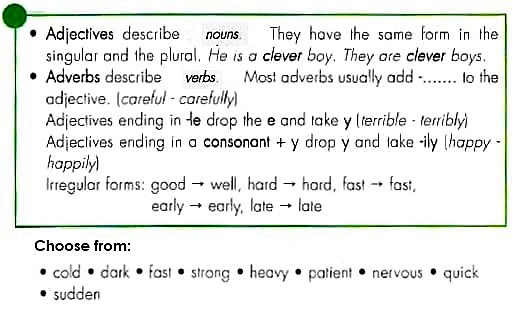 • Adjectives describe nouns. They have the same form in the
singular and the plural. He is a clever boy. They are clever boys.
• Adverbs describe verbs. Most adverbs usually add -....... to the
adjective. (careful - carefully)
Adjectives ending in -le drop the e and take y (terrible - terribly)
Adjectives ending in a consonant + y drop y and take -ily (happy -
happily)
Irregular forms: good → well, hard → hard, fast → fast,
early → early, late → late
Choose from:
• cold • dark • fast • strong • heavy • patient • nervous • quick
• sudden